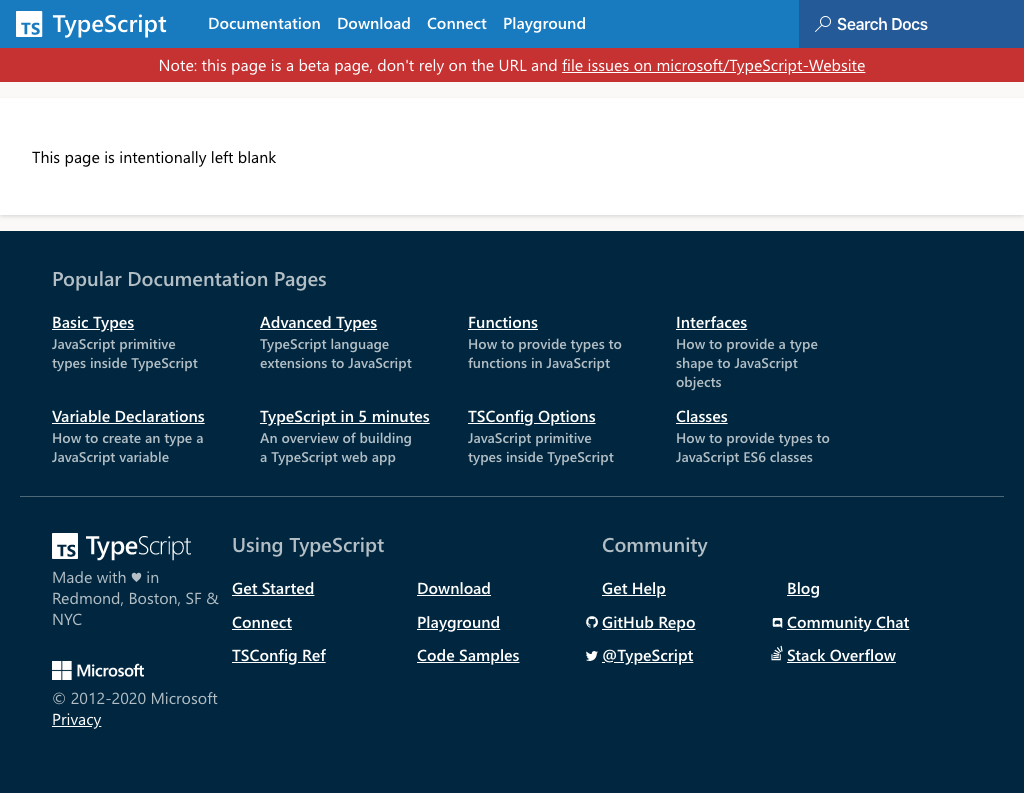 TS TypeScript Documentation Download Connect Playground Search Docs
Note: this page is a beta page, don't rely on the URL and file issues on microsoft/TypeScript-Website
This page is intentionally left blank
Popular Documentation Pages
Basic Types
JavaScript primitive
types inside TypeScript
Advanced Types
TypeScript language
extensions to JavaScript
Functions
How to provide types to
functions in JavaScript
Interfaces
How to provide a type
shape to JavaScript
objects
Variable Declarations
How to create an type a
JavaScript variable
TypeScript in 5 minutes
An overview of building
a TypeScript web app
TSConfig Options
JavaScript primitive
types inside TypeScript
Classes
How to provide types to
JavaScript ES6 classes
TS TypeScript
Made with ♥ in
Redmond, Boston, SF &
NYC
Microsoft
© 2012-2020 Microsoft
Privacy
Using TypeScript
Get Started
Download
Connect
Playground
TSConfig Ref
Code Samples
Community
Get Help
Blog
GitHub Repo
Community Chat
@TypeScript
Stack Overflow